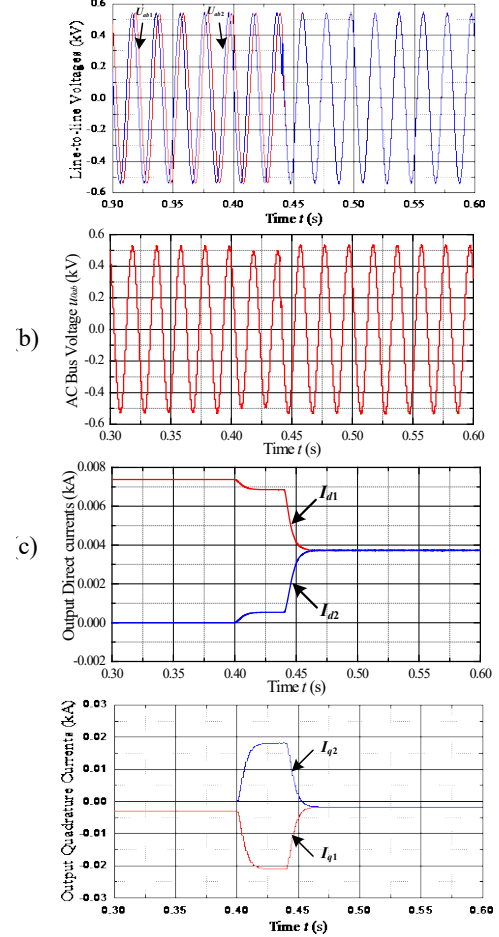 Line-to-line Voltages (kV)
0.6
0.4
0.2
0.0
-0.2
-0.4
-0.6
Uab1
Uab2
0.30 0.35 0.40 0.45 0.50 0.55 0.60
Time t (s)
b)
AC Bus Voltage utab (kV)
0.6
0.4
0.2
0.0
-0.2
-0.4
-0.6
0.30 0.35 0.40 0.45 0.50 0.55 0.60
Time t (s)
(c)
Output Direct currents (kA)
0.008
0.006
0.004
0.002
0.000
-0.002
Id1
Id2
0.30 0.35 0.40 0.45 0.50 0.55 0.60
Time t (s)
Output Quadrature Currents (kA)
0.03
0.02
0.01
0.00
-0.01
-0.02
-0.03
Iq2
Iq1
0.30 0.35 0.40 0.45 0.50 0.55 0.60
Time t (s)